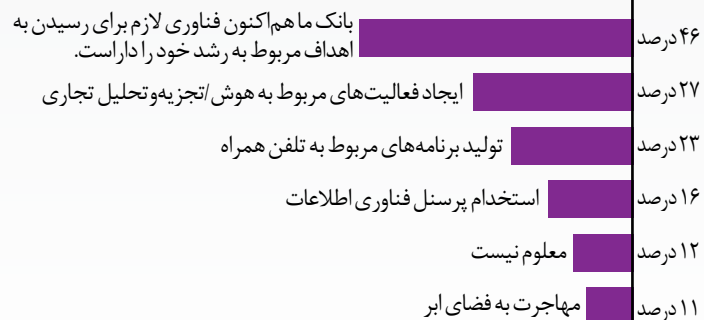 ۴۶ درصد
بانک ما هم‌اکنون فناوری لازم برای رسیدن به
اهداف مربوط به رشد خود را داراست.
۲۷ درصد
ایجاد فعالیت‌های مربوط به هوش/تجزیه‌وتحلیل تجاری
۲۳ درصد
تولید برنامه‌های مربوط به تلفن همراه
۱۶ درصد
استخدام پرسنل فناوری اطلاعات
۱۲ درصد
معلوم نیست
۱۱ درصد
مهاجرت به فضای ابر